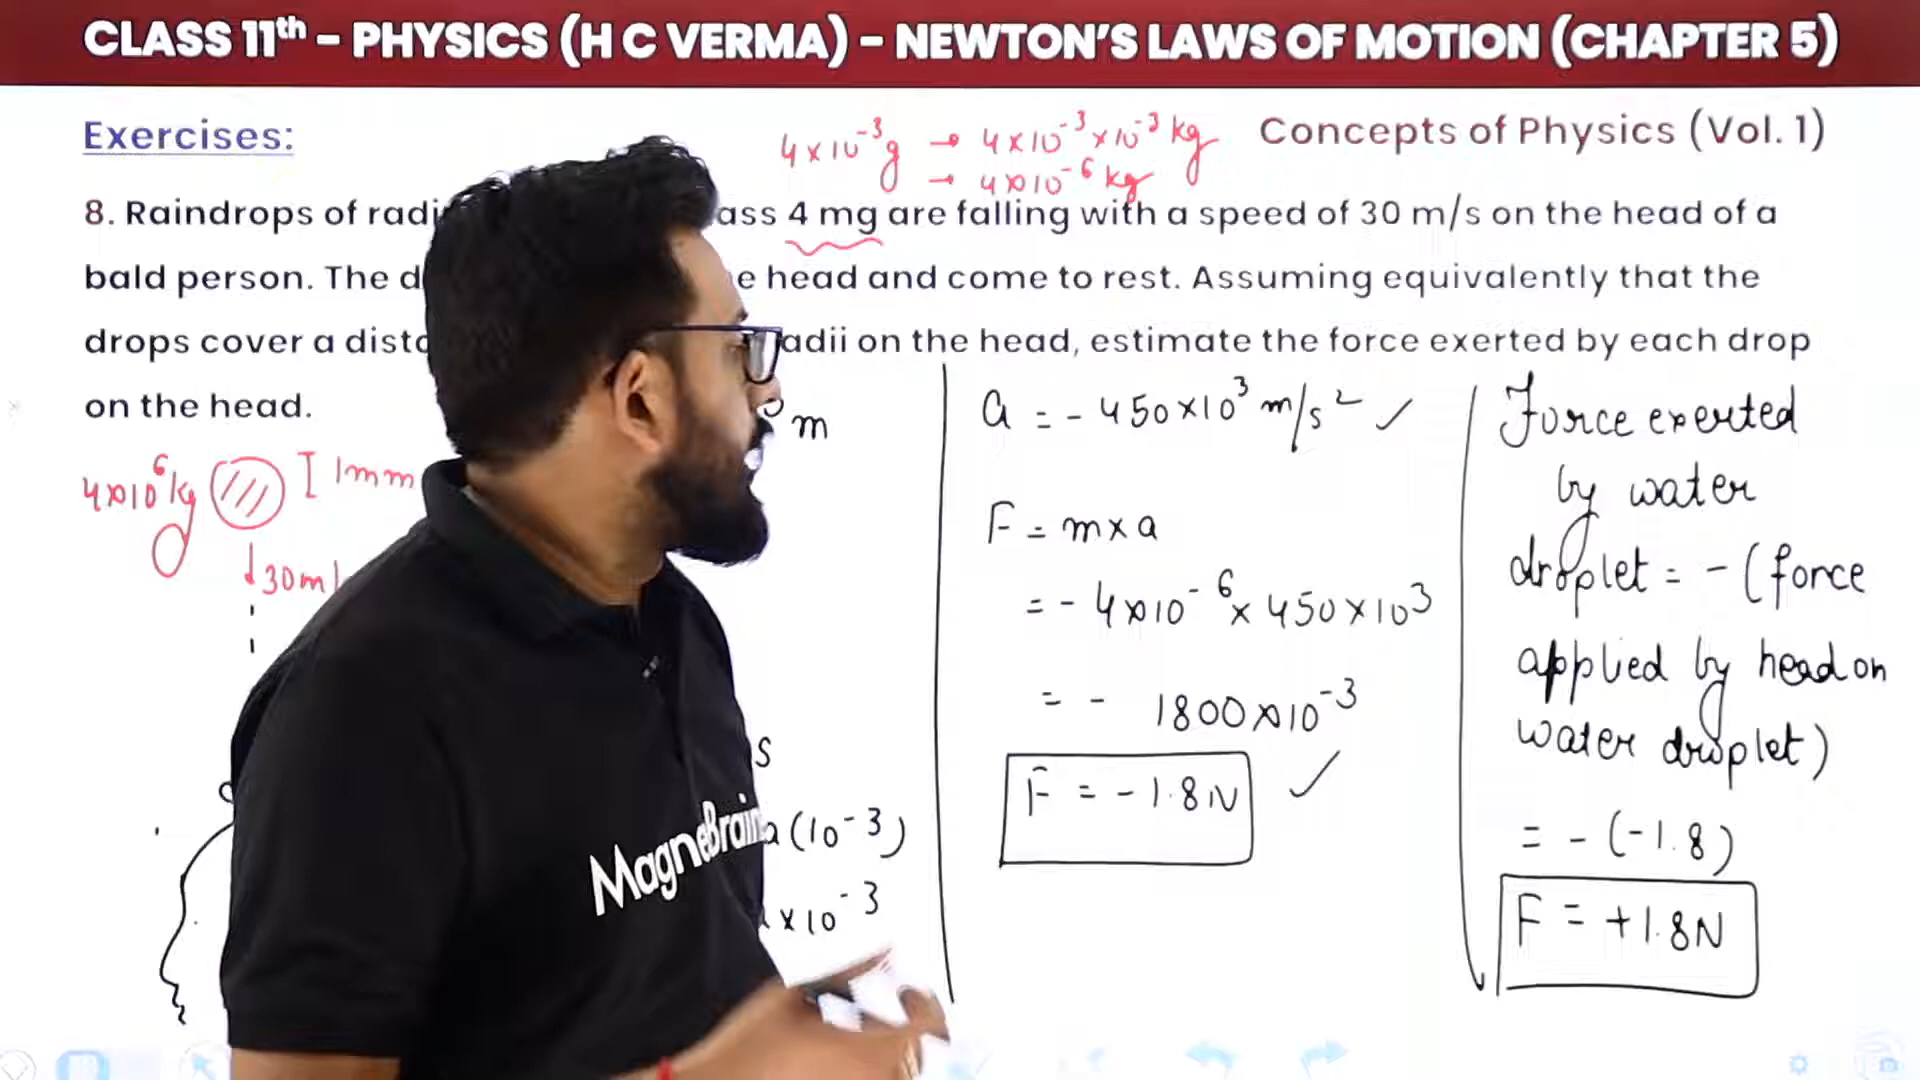 CLASS 11th – PHYSICS (H C VERMA) – NEWTON'S LAWS OF MOTION (CHAPTER 5)
Exercises:
Concepts of Physics (Vol. 1)
4×10⁻³g → 4×10⁻³×10⁻³ kg
→ 4×10⁻⁶ kg
8. Raindrops of radi ass 4 mg are falling with a speed of 30 m/s on the head of a
bald person. The d e head and come to rest. Assuming equivalently that the
drops cover a dista adii on the head, estimate the force exerted by each drop
on the head.
4×10⁶kg
1mm
↓30m/
m
s
a(10⁻³)
×10⁻³
a = - 450×10³ m/s² ✓
F = m×a
= - 4×10⁻⁶ × 450×10³
= - 1800×10⁻³
F = -1.8N ✓
Force exerted
by water
droplet = - (force
applied by head on
water droplet)
= - (-1.8)
F = +1.8N
MagneBrain